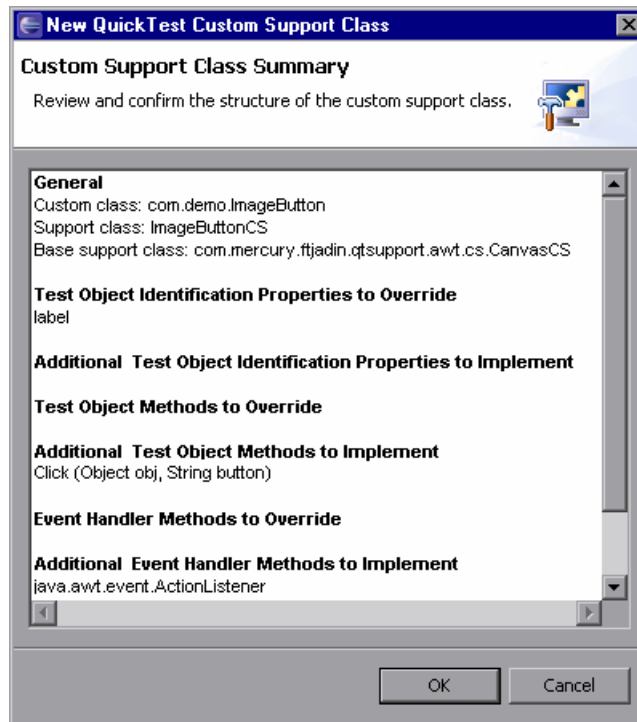 New QuickTest Custom Support Class
Custom Support Class Summary
Review and confirm the structure of the custom support class.
General
Custom class: com.demo.ImageButton
Support class: ImageButtonCS
Base support class: com.mercury.ftjadin.qtsupport.awt.cs.CanvasCS
Test Object Identification Properties to Override
label
Additional Test Object Identification Properties to Implement
Test Object Methods to Override
Additional Test Object Methods to Implement
Click (Object obj, String button)
Event Handler Methods to Override
Additional Event Handler Methods to Implement
java.awt.event.ActionListener
OK
Cancel